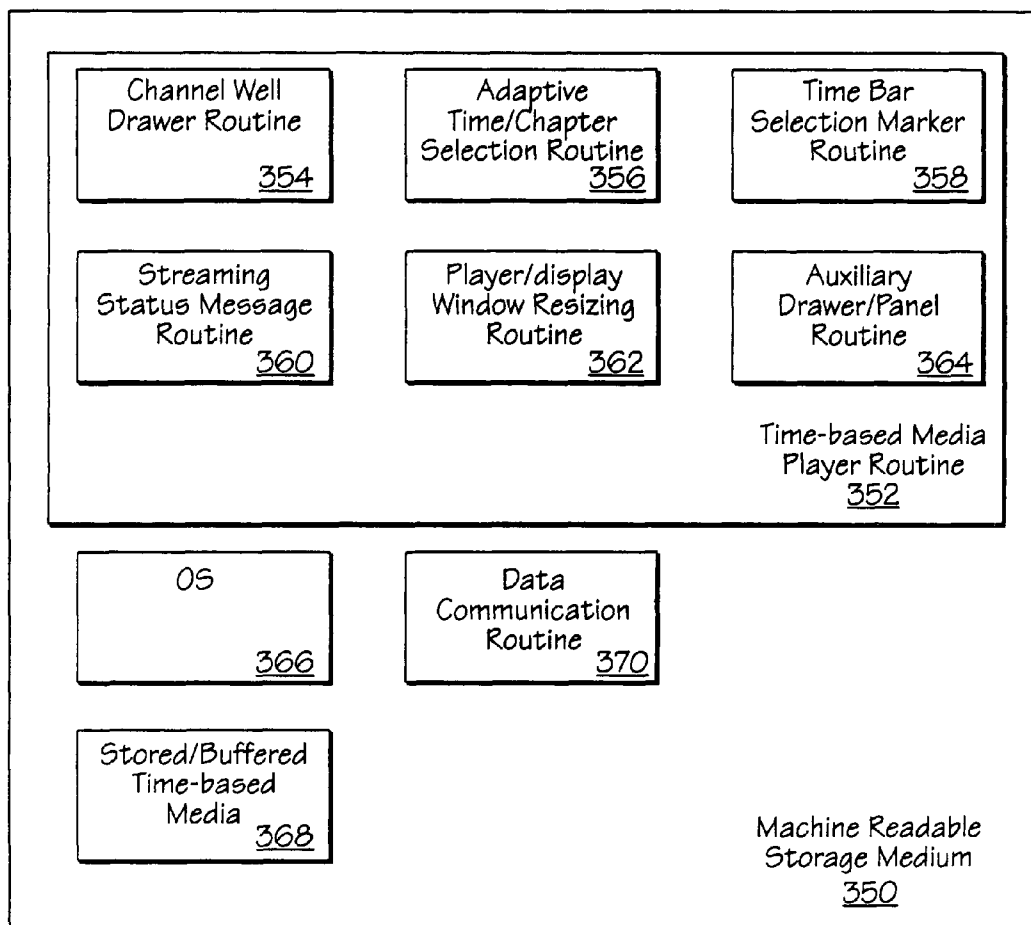 Channel Well
Drawer Routine
354
Adaptive
Time/Chapter
Selection Routine
356
Time Bar
Selection Marker
Routine
358
Streaming
Status Message
Routine
360
Player/display
Window Resizing
Routine
362
Auxiliary
Drawer/Panel
Routine
364
Time-based Media
Player Routine
352
OS
366
Data
Communication
Routine
370
Stored/Buffered
Time-based
Media
368
Machine Readable
Storage Medium
350